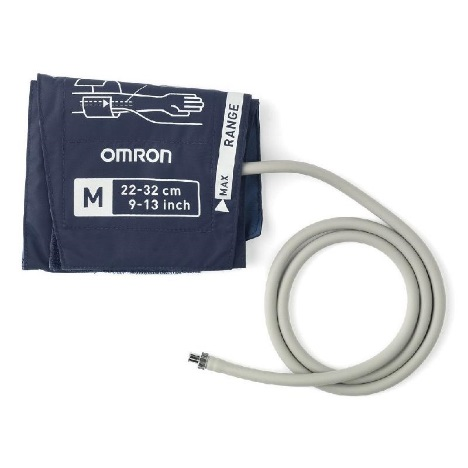 OMRON
M
22-32 cm
9-13 inch
MAX RANGE